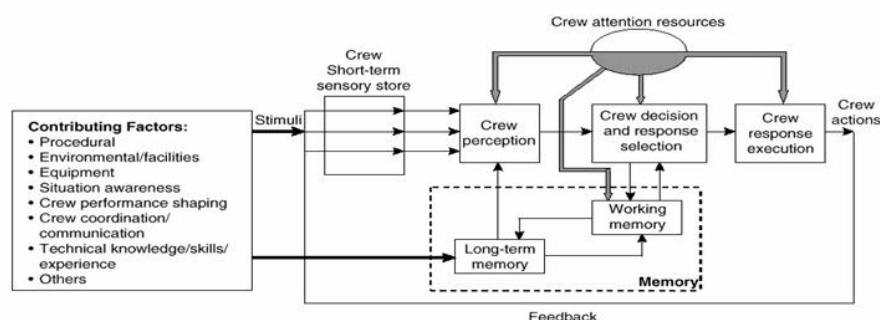 Crew attention resources
Crew
Short-term
sensory store
Contributing Factors:
• Procedural
• Environmental/facilities
• Equipment
• Situation awareness
• Crew performance shaping
• Crew coordination/
communication
• Technical knowledge/skills/
experience
• Others
Stimuli
Crew
perception
Crew decision
and response
selection
Crew
response
execution
Crew
actions
Working
memory
Long-term
memory
Memory
Feedback